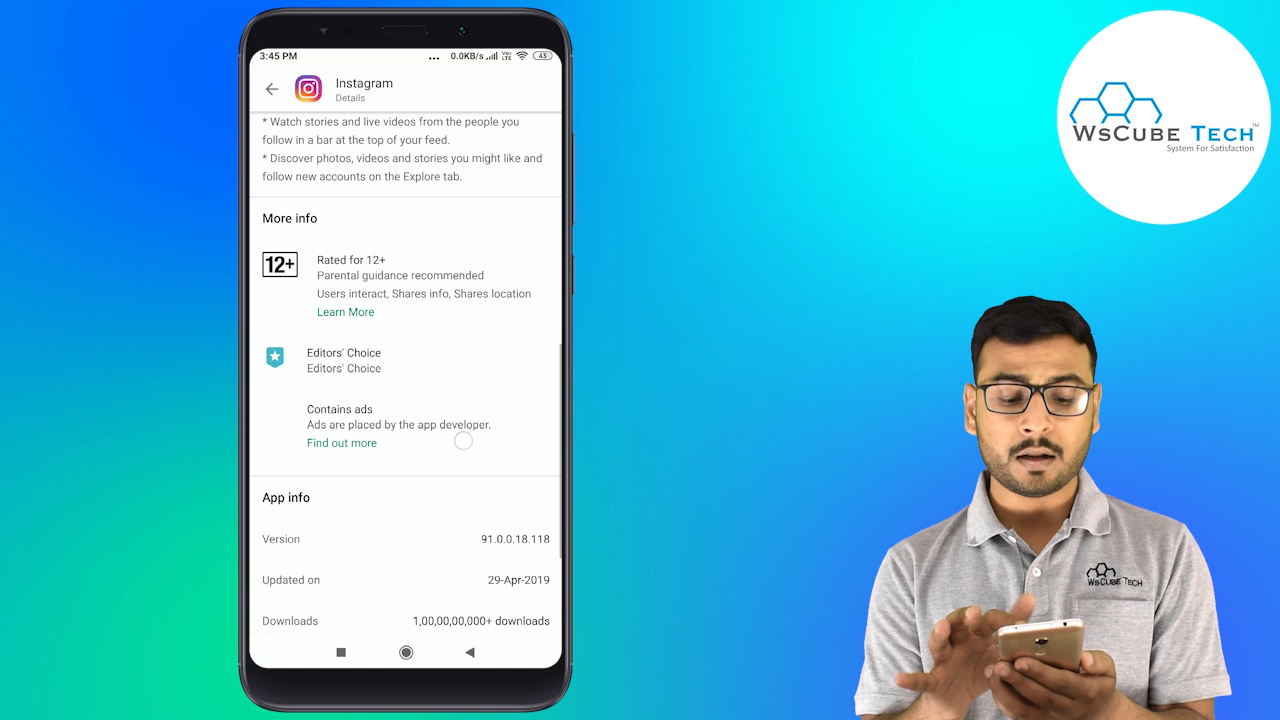 3:45 PM
... 0.0KB/s Vo) LTE 43
Instagram
Details
* Watch stories and live videos from the people you
follow in a bar at the top of your feed.
* Discover photos, videos and stories you might like and
follow new accounts on the Explore tab.
More info
12+
Rated for 12+
Parental guidance recommended
Users interact, Shares info, Shares location
Learn More
Editors' Choice
Editors' Choice
Contains ads
Ads are placed by the app developer.
Find out more
App info
Version 91.0.0.18.118
Updated on 29-Apr-2019
Downloads 1,00,00,00,000+ downloads
WsCube Tech™
System For Satisfaction
WsCube Tech